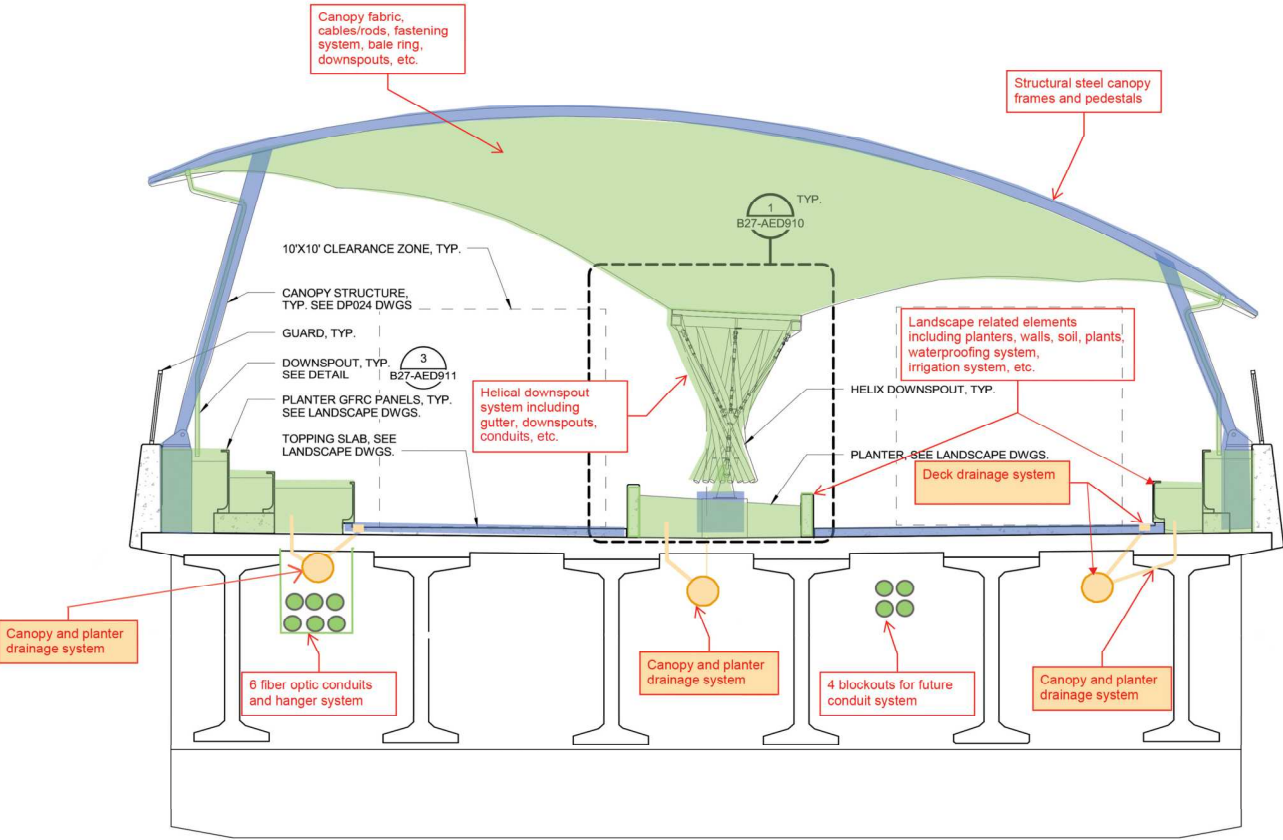 Canopy fabric,
cables/rods, fastening
system, bale ring,
downspouts, etc.
Structural steel canopy
frames and pedestals
1
B27-AED910
TYP.
10'X10' CLEARANCE ZONE, TYP.
CANOPY STRUCTURE,
TYP. SEE DP024 DWGS
GUARD, TYP.
DOWNSPOUT, TYP.
SEE DETAIL
3
B27-AED911
PLANTER GFRC PANELS, TYP.
SEE LANDSCAPE DWGS.
TOPPING SLAB, SEE
LANDSCAPE DWGS.
Helical downspout
system including
gutter, downspouts,
conduits, etc.
Landscape related elements
including planters, walls, soil, plants,
waterproofing system,
irrigation system, etc.
HELIX DOWNSPOUT, TYP.
PLANTER, SEE LANDSCAPE DWGS.
Deck drainage system
Canopy and planter
drainage system
6 fiber optic conduits
and hanger system
Canopy and planter
drainage system
4 blockouts for future
conduit system
Canopy and planter
drainage system